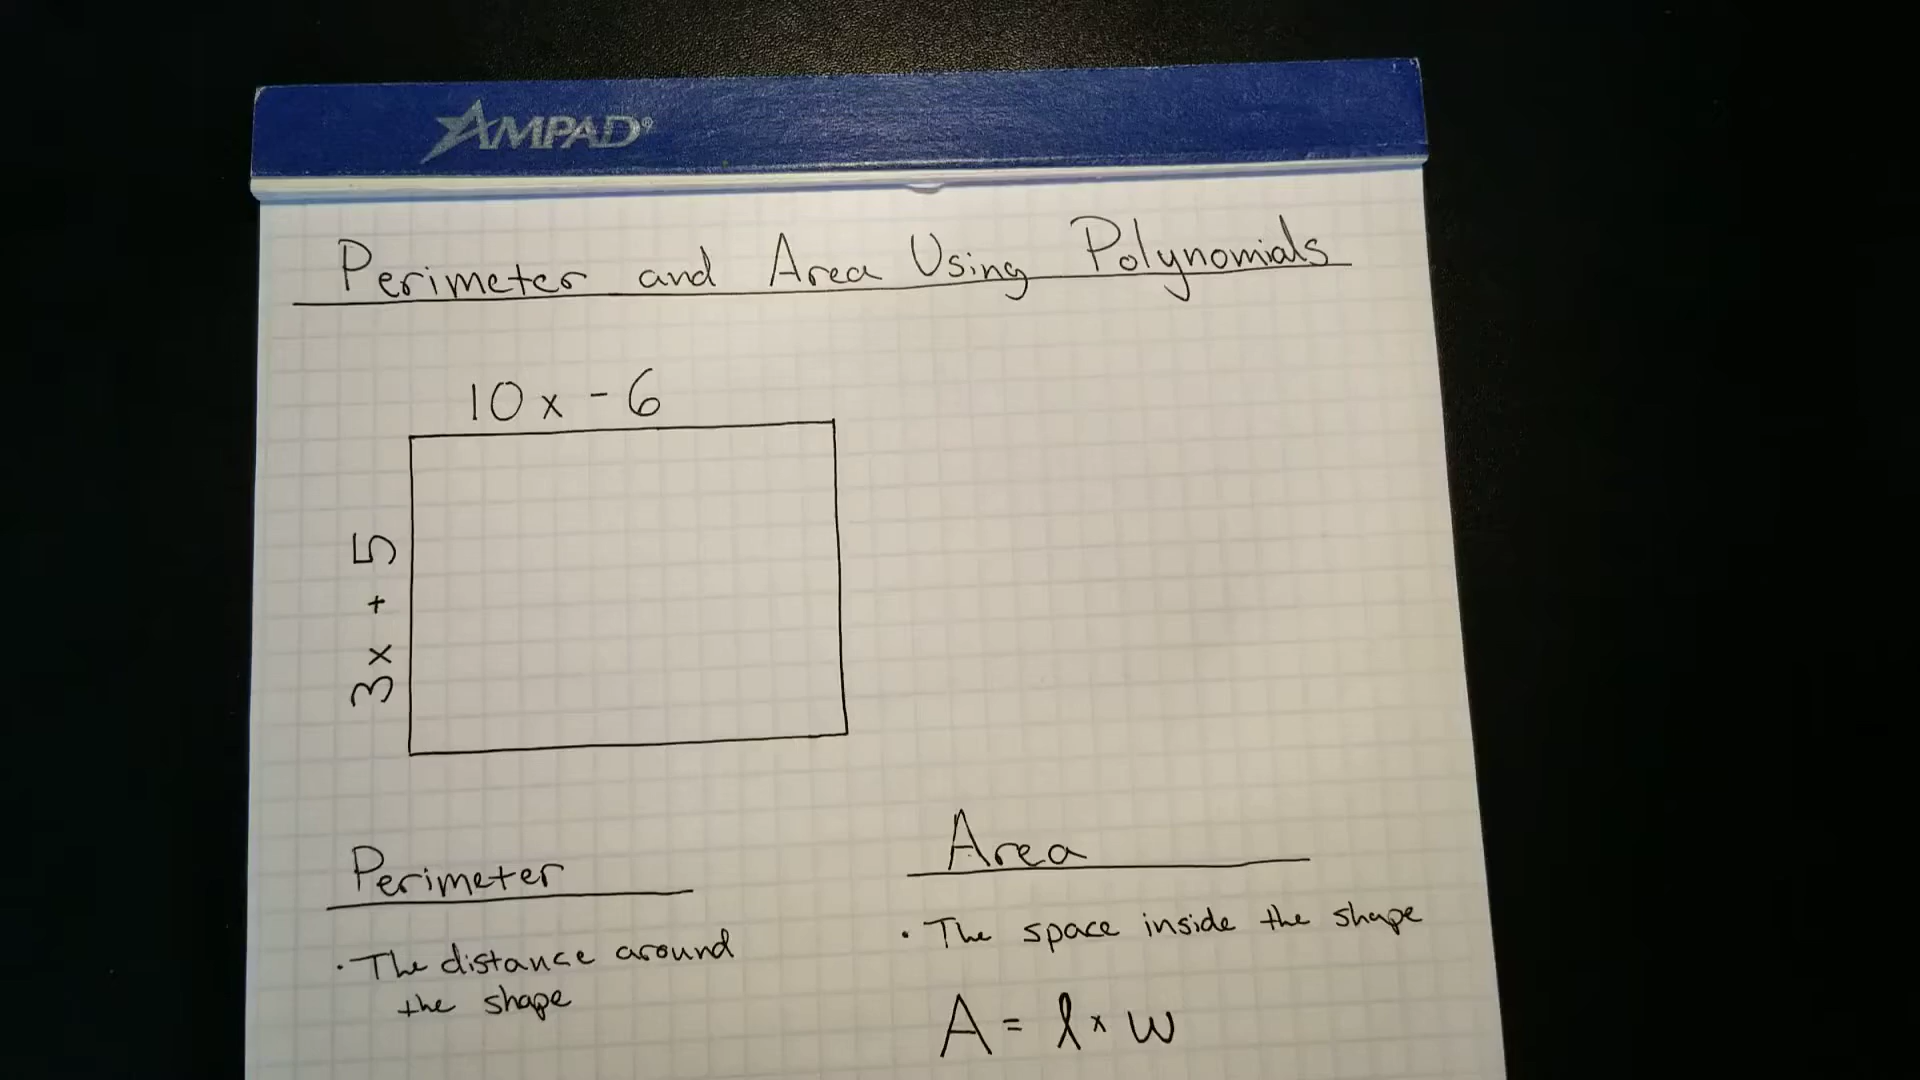 AMPAD®
Perimeter and Area Using Polynomials
10x - 6
3x + 5
Perimeter
• The distance around
the shape
Area
• The space inside the shape
A = l × w